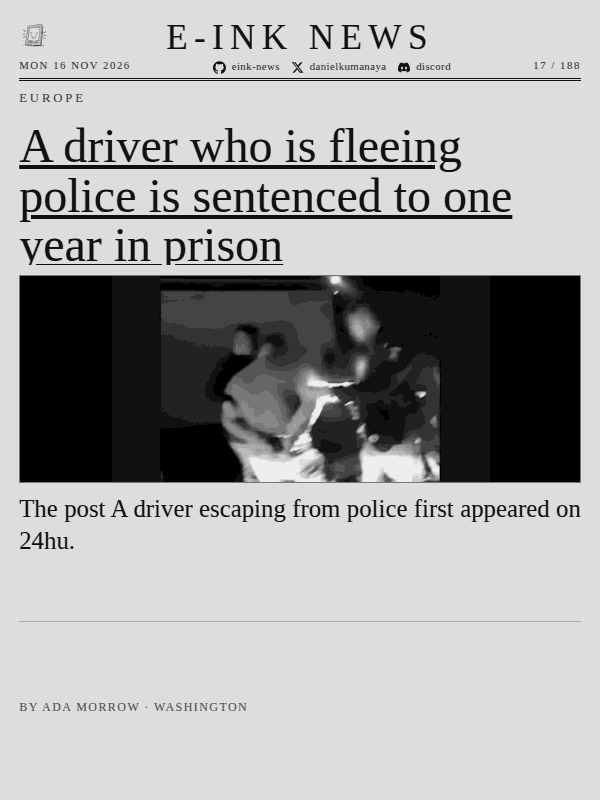 E-INK NEWS
MON 16 NOV 2026
eink-news
danielkumanaya
discord
17 / 188
EUROPE
A driver who is fleeing
police is sentenced to one
year in prison
The post A driver escaping from police first appeared on
24hu.
BY ADA MORROW · WASHINGTON